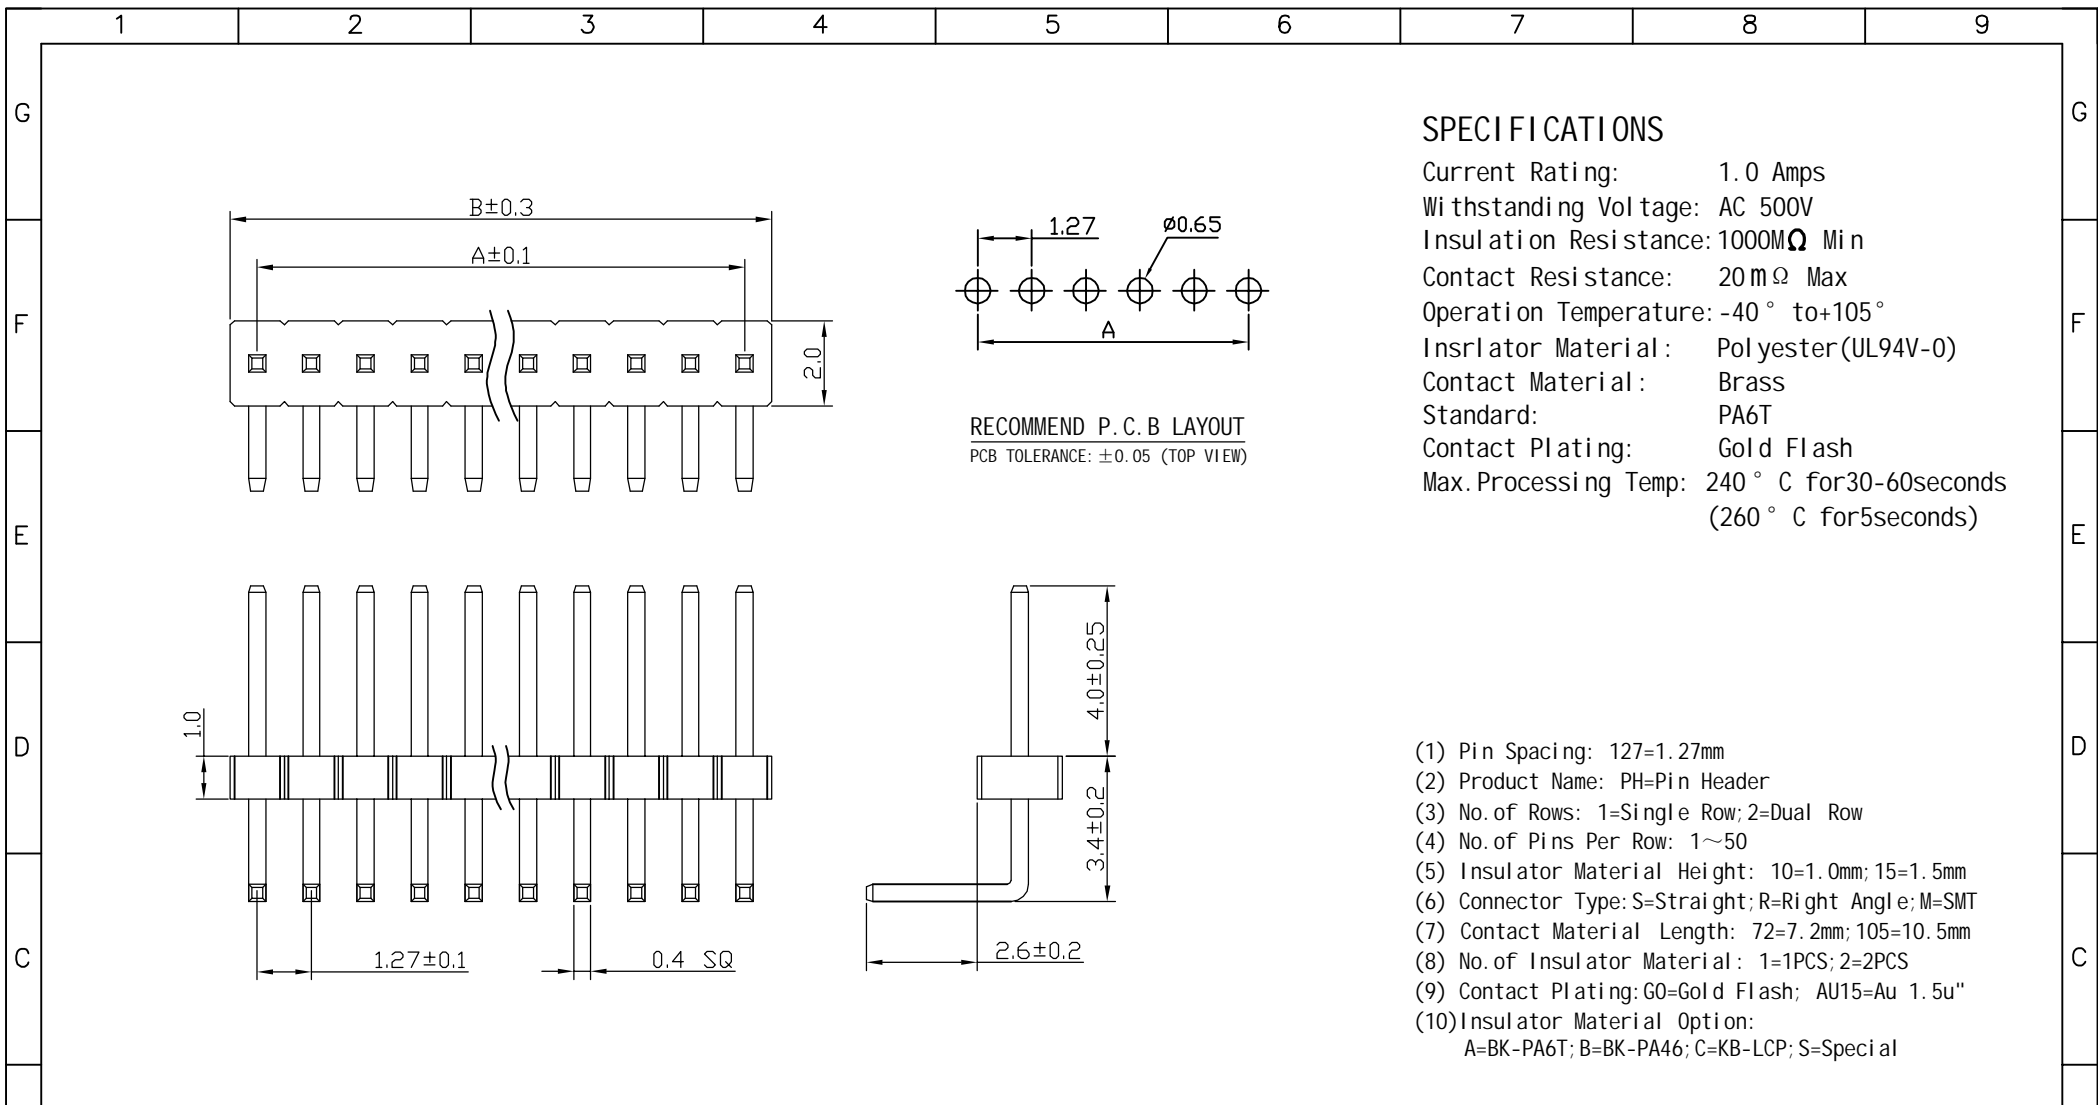 1 2 3 4 5 6 7 8 9
G G
F F
E E
D D
C C
B±0.3
A±0.1
2.0
1.27
Ø0.65
A
RECOMMEND P.C.B LAYOUT
PCB TOLERANCE: ±0.05 (TOP VIEW)
SPECIFICATIONS
Current Rating: 1.0 Amps
Withstanding Voltage: AC 500V
Insulation Resistance: 1000MΩ Min
Contact Resistance: 20mΩ Max
Operation Temperature: -40° to+105°
Insrlator Material: Polyester(UL94V-0)
Contact Material: Brass
Standard: PA6T
Contact Plating: Gold Flash
Max.Processing Temp: 240° C for30-60seconds
(260° C for5seconds)
1.0
1.27±0.1
0.4 SQ
4.0±0.25
3.4±0.2
2.6±0.2
(1) Pin Spacing: 127=1.27mm
(2) Product Name: PH=Pin Header
(3) No.of Rows: 1=Single Row;2=Dual Row
(4) No.of Pins Per Row: 1~50
(5) Insulator Material Height: 10=1.0mm;15=1.5mm
(6) Connector Type:S=Straight;R=Right Angle;M=SMT
(7) Contact Material Length: 72=7.2mm;105=10.5mm
(8) No.of Insulator Material: 1=1PCS;2=2PCS
(9) Contact Plating:G0=Gold Flash; AU15=Au 1.5u"
(10)Insulator Material Option:
A=BK-PA6T;B=BK-PA46;C=KB-LCP;S=Special